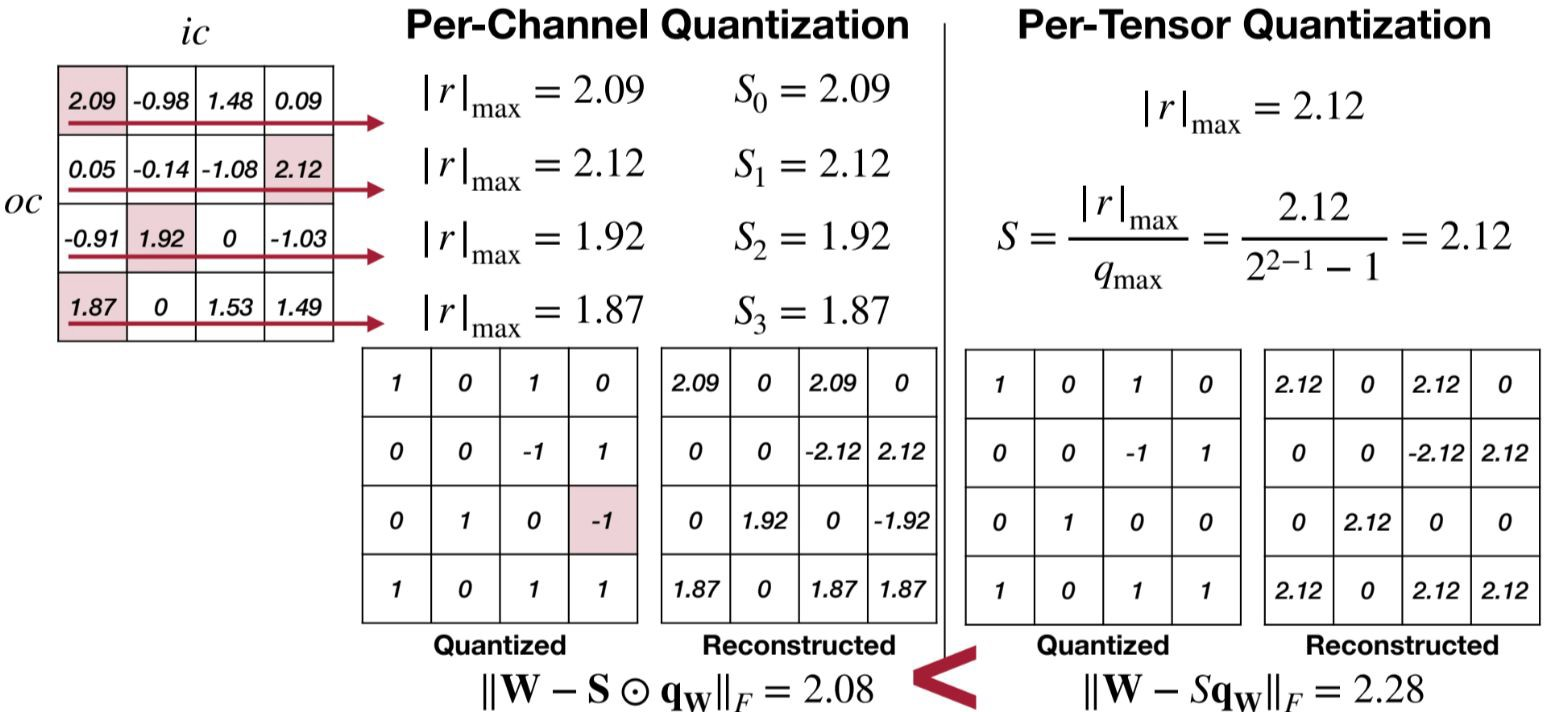 Per-Channel Quantization
Per-Tensor Quantization
ic
oc
2.09 -0.98 1.48 0.09
0.05 -0.14 -1.08 2.12
-0.91 1.92 0 -1.03
1.87 0 1.53 1.49
|r|max = 2.09 S0 = 2.09
|r|max = 2.12 S1 = 2.12
|r|max = 1.92 S2 = 1.92
|r|max = 1.87 S3 = 1.87
1 0 1 0
0 0 -1 1
0 1 0 -1
1 0 1 1
Quantized
2.09 0 2.09 0
0 0 -2.12 2.12
0 1.92 0 -1.92
1.87 0 1.87 1.87
Reconstructed
‖W − S ⊙ qW‖F = 2.08
<
|r|max = 2.12
S = |r|max / qmax = 2.12 / 2^{2−1} − 1 = 2.12
1 0 1 0
0 0 -1 1
0 1 0 0
1 0 1 1
Quantized
2.12 0 2.12 0
0 0 -2.12 2.12
0 2.12 0 0
2.12 0 2.12 2.12
Reconstructed
‖W − SqW‖F = 2.28